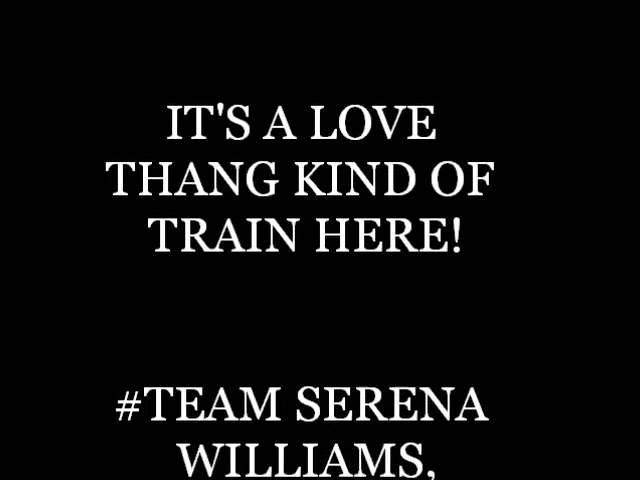 IT'S A LOVE
THANG KIND OF
TRAIN HERE!
#TEAM SERENA
WILLIAMS,